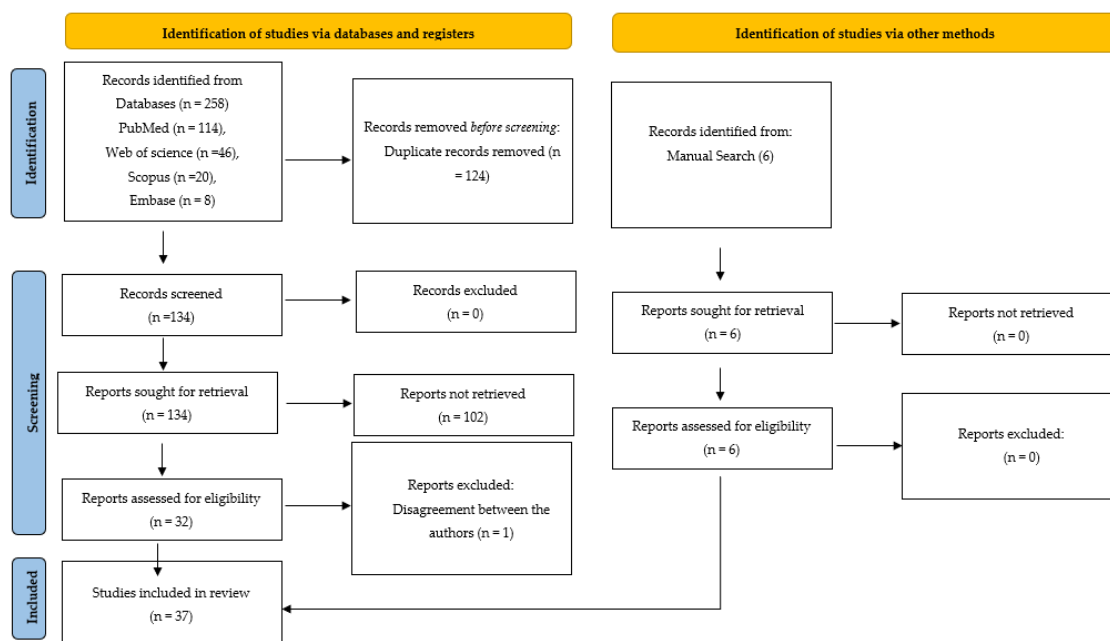 Identification of studies via databases and registers
Identification of studies via other methods
Identification
Records identified from
Databases (n = 258)
PubMed (n = 114),
Web of science (n =46),
Scopus (n =20),
Embase (n = 8)
Records removed before screening:
Duplicate records removed (n
= 124)
Records identified from:
Manual Search (6)
Screening
Records screened
(n =134)
Records excluded
(n = 0)
Reports sought for retrieval
(n = 6)
Reports not retrieved
(n = 0)
Reports sought for retrieval
(n = 134)
Reports not retrieved
(n = 102)
Reports assessed for eligibility
(n = 6)
Reports excluded:
(n = 0)
Reports assessed for eligibility
(n = 32)
Reports excluded:
Disagreement between the
authors (n = 1)
Included
Studies included in review
(n = 37)